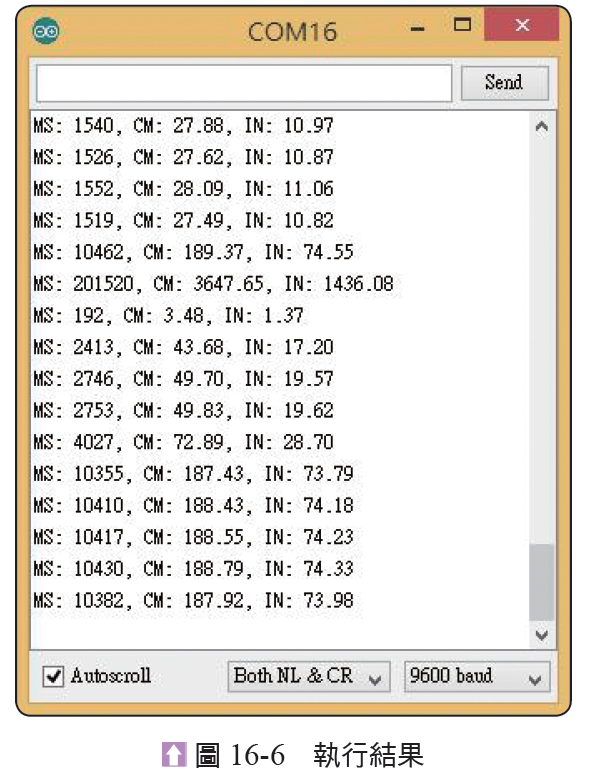 COM16
Send
MS: 1540, CM: 27.88, IN: 10.97
MS: 1526, CM: 27.62, IN: 10.87
MS: 1552, CM: 28.09, IN: 11.06
MS: 1519, CM: 27.49, IN: 10.82
MS: 10462, CM: 189.37, IN: 74.55
MS: 201520, CM: 3647.65, IN: 1436.08
MS: 192, CM: 3.48, IN: 1.37
MS: 2413, CM: 43.68, IN: 17.20
MS: 2746, CM: 49.70, IN: 19.57
MS: 2753, CM: 49.83, IN: 19.62
MS: 4027, CM: 72.89, IN: 28.70
MS: 10355, CM: 187.43, IN: 73.79
MS: 10410, CM: 188.43, IN: 74.18
MS: 10417, CM: 188.55, IN: 74.23
MS: 10430, CM: 188.79, IN: 74.33
MS: 10382, CM: 187.92, IN: 73.98
Autoscroll Both NL & CR 9600 baud
圖 16-6 執行結果